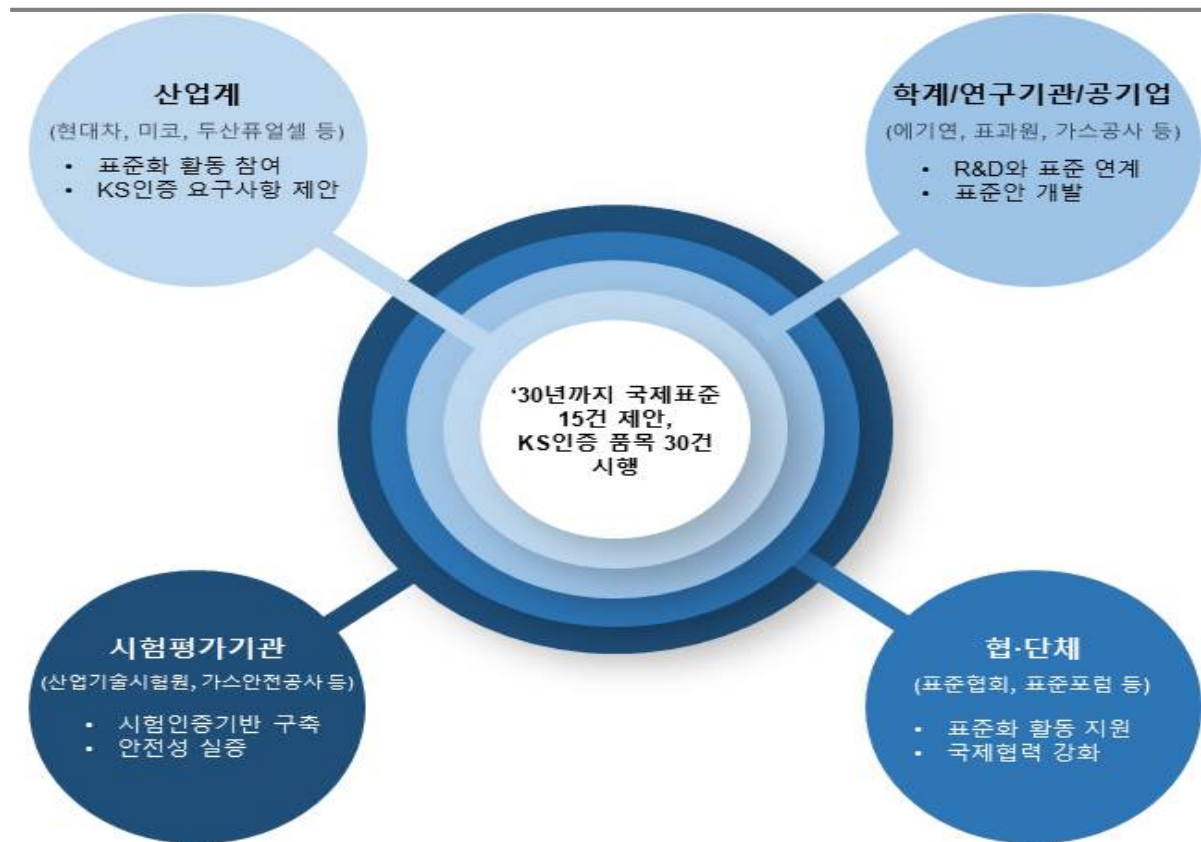 산업계
(현대차, 미코, 두산퓨얼셀 등)
• 표준화 활동 참여
• KS인증 요구사항 제안
학계/연구기관/공기업
(에기연, 표과원, 가스공사 등)
• R&D와 표준 연계
• 표준안 개발
‘30년까지 국제표준
15건 제안,
KS인증 품목 30건
시행
시험평가기관
(산업기술시험원, 가스안전공사 등)
• 시험인증기반 구축
• 안전성 실증
협·단체
(표준협회, 표준포럼 등)
• 표준화 활동 지원
• 국제협력 강화